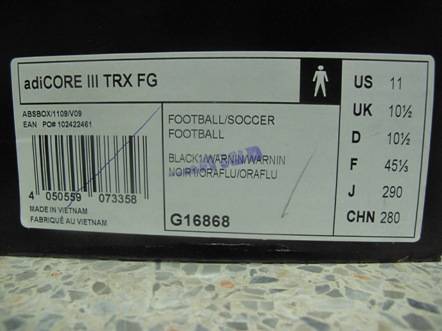 adiCORE III TRX FG
ABSBOX/1109/V09
EAN PO# 102422461
4 050559 073358
MADE IN VIETNAM
FABRIQUÉ AU VIETNAM
FOOTBALL/SOCCER
FOOTBALL
BLACK1/WARNIN/WARNIN
NOIR1/ORAFLU/ORAFLU
G16868
US 11
UK 10½
D 10½
F 45⅓
J 290
CHN 280